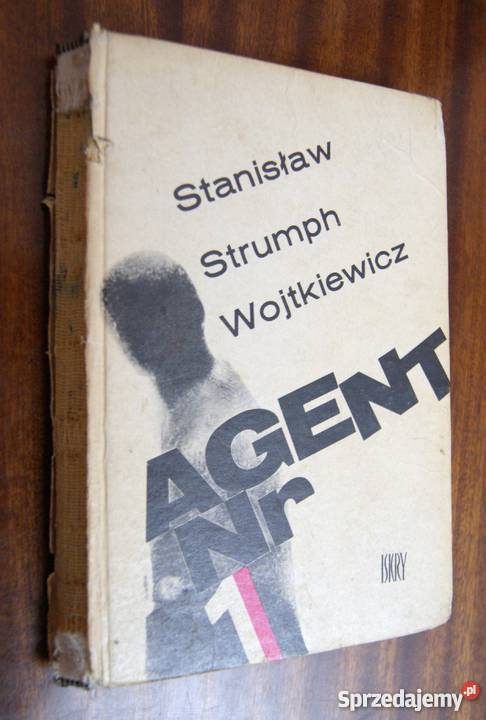 Stanisław
Strumph
Wojtkiewicz
AGENT
Nr
1
ISKRY
Sprzedajemy.pl